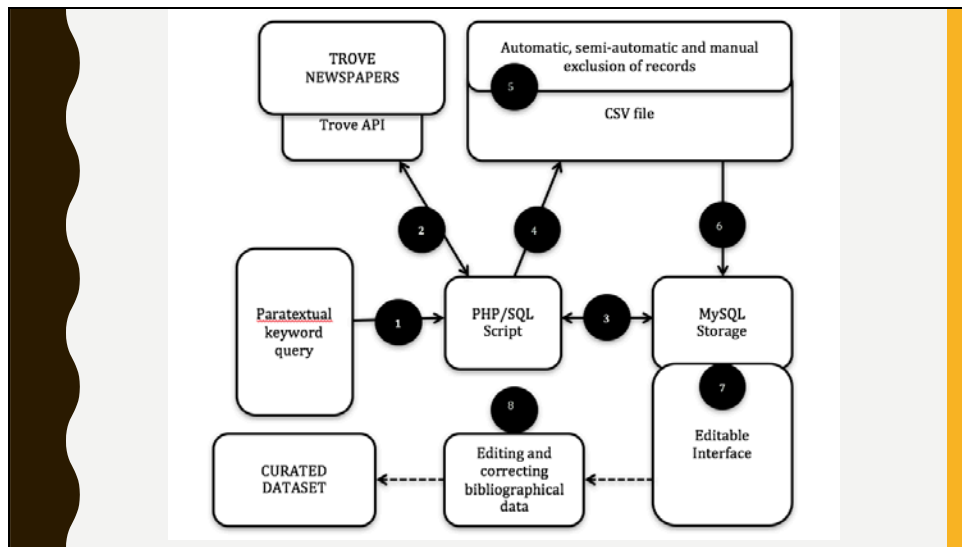 TROVE
NEWSPAPERS
Trove API
Automatic, semi-automatic and manual
exclusion of records
5
CSV file
2
4
6
Paratextual
keyword
query
1
PHP/SQL
Script
3
MySQL
Storage
7
Editable
Interface
8
Editing and
correcting
bibliographical
data
CURATED
DATASET